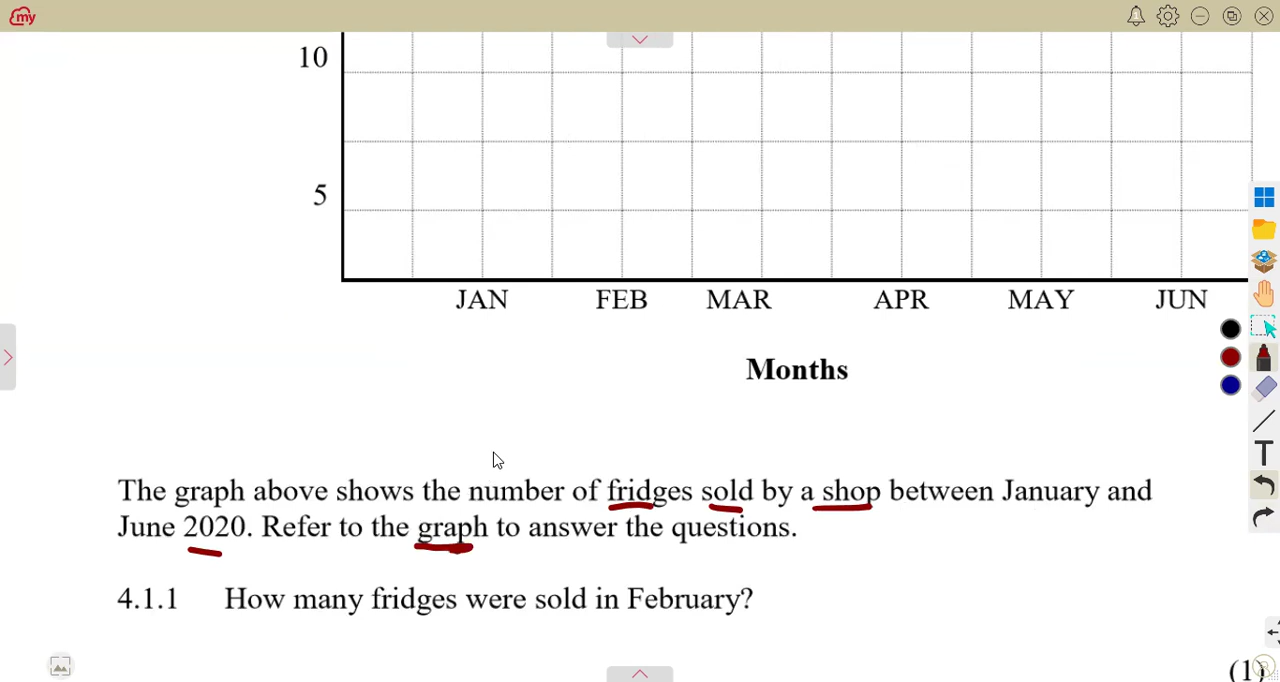 my
10
5
JAN FEB MAR APR MAY JUN
Months
The graph above shows the number of fridges sold by a shop between January and
June 2020. Refer to the graph to answer the questions.
4.1.1 How many fridges were sold in February?
(1)
T